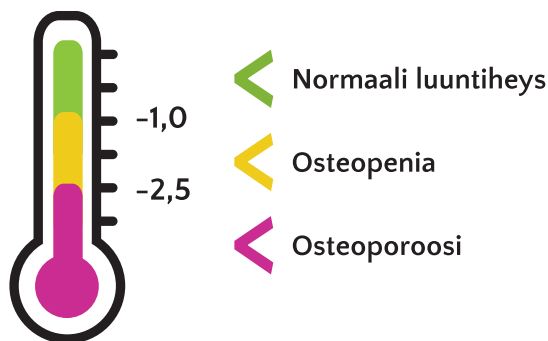 Normaali luuntiheys
-1,0
Osteopenia
-2,5
Osteoporoosi